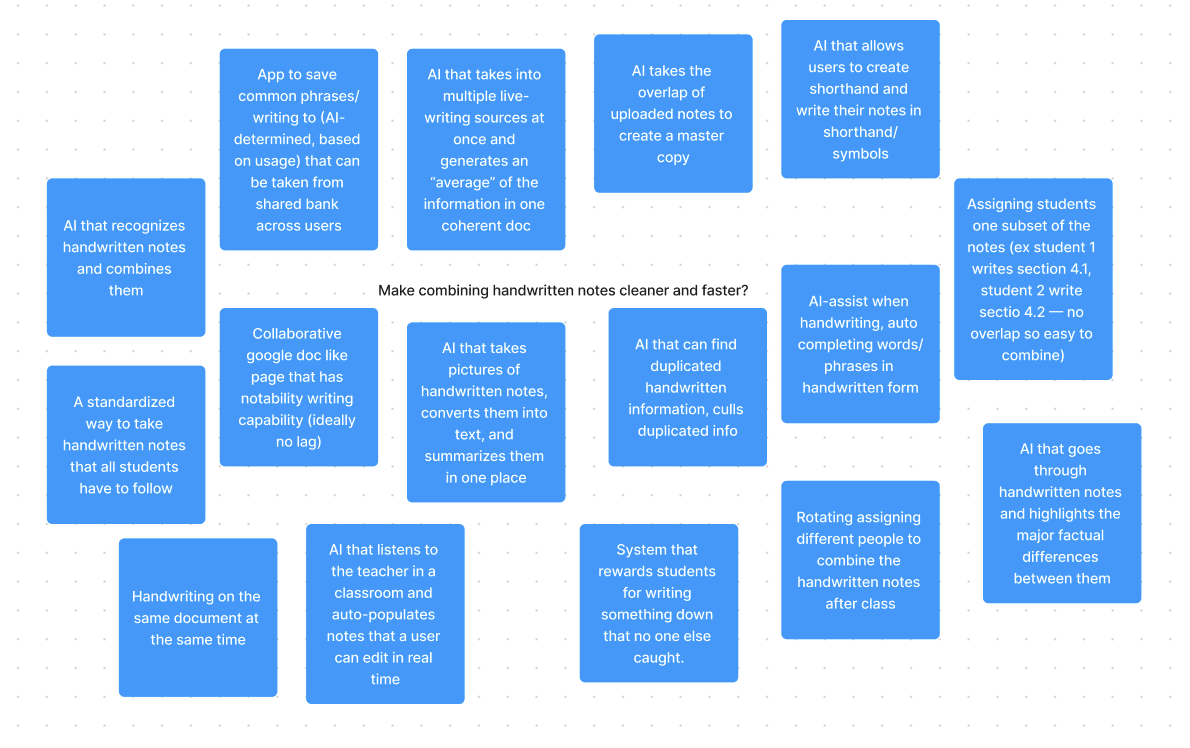 App to save
common phrases/
writing to (AI-
determined, based
on usage) that can
be taken from
shared bank
across users
AI that takes into
multiple live-
writing sources at
once and
generates an
“average” of the
information in one
coherent doc
AI takes the
overlap of
uploaded notes to
create a master
copy
AI that allows
users to create
shorthand and
write their notes in
shorthand/
symbols
AI that recognizes
handwritten notes
and combines
them
Assigning students
one subset of the
notes (ex student 1
writes section 4.1,
student 2 write
sectio 4.2 — no
overlap so easy to
combine)
Make combining handwritten notes cleaner and faster?
Collaborative
google doc like
page that has
notability writing
capability (ideally
no lag)
AI that takes
pictures of
handwritten notes,
converts them into
text, and
summarizes them
in one place
AI that can find
duplicated
handwritten
information, culls
duplicated info
AI-assist when
handwriting, auto
completing words/
phrases in
handwritten form
A standardized
way to take
handwritten notes
that all students
have to follow
AI that goes
through
handwritten notes
and highlights the
major factual
differences
between them
Handwriting on the
same document at
the same time
AI that listens to
the teacher in a
classroom and
auto-populates
notes that a user
can edit in real
time
System that
rewards students
for writing
something down
that no one else
caught.
Rotating assigning
different people to
combine the
handwritten notes
after class